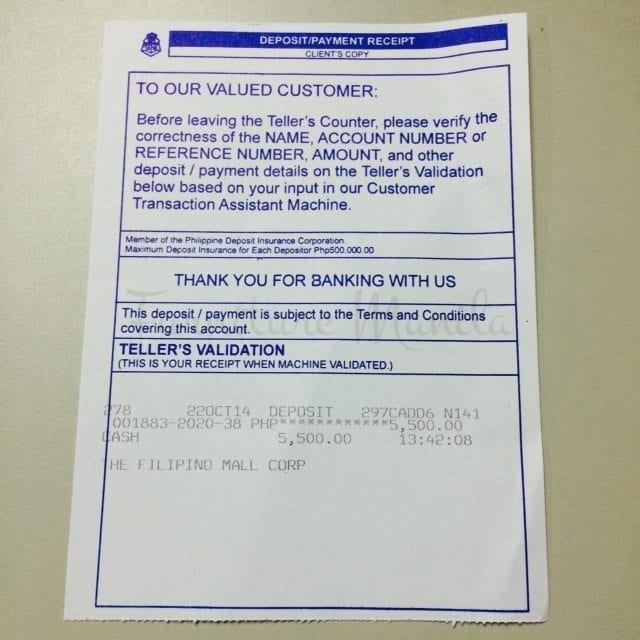 DEPOSIT/PAYMENT RECEIPT
CLIENT'S COPY
TO OUR VALUED CUSTOMER:
Before leaving the Teller's Counter, please verify the
correctness of the NAME, ACCOUNT NUMBER or
REFERENCE NUMBER, AMOUNT, and other
deposit / payment details on the Teller's Validation
below based on your input in our Customer
Transaction Assistant Machine.
Member of the Philippine Deposit Insurance Corporation.
Maximum Deposit Insurance for Each Depositor Php500,000.00
THANK YOU FOR BANKING WITH US
This deposit / payment is subject to the Terms and Conditions
covering this account.
TELLER'S VALIDATION
(THIS IS YOUR RECEIPT WHEN MACHINE VALIDATED.)
278 22OCT14 DEPOSIT 297CADD6 N141
001883-2020-38 PHP************5,500.00
CASH 5,500.00 13:42:08
THE FILIPINO MALL CORP